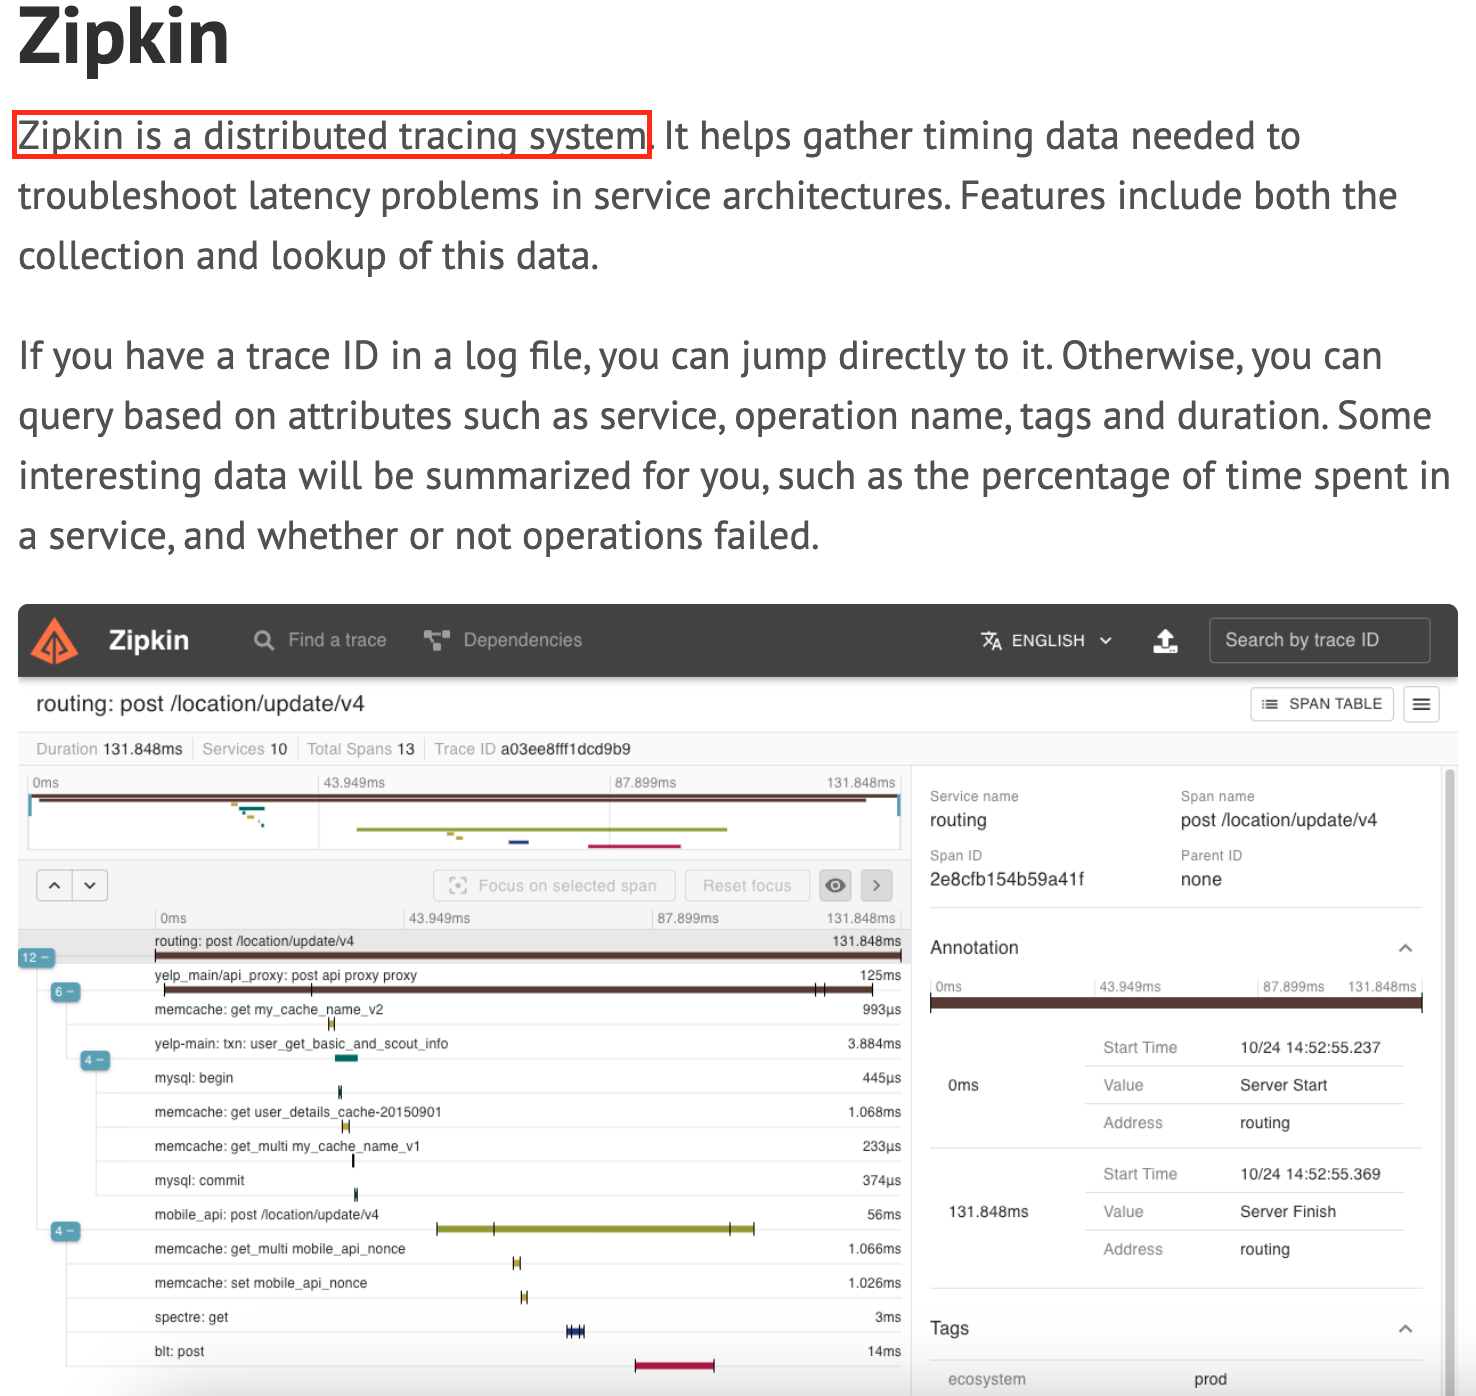 Zipkin
Zipkin is a distributed tracing system. It helps gather timing data needed to
troubleshoot latency problems in service architectures. Features include both the
collection and lookup of this data.
If you have a trace ID in a log file, you can jump directly to it. Otherwise, you can
query based on attributes such as service, operation name, tags and duration. Some
interesting data will be summarized for you, such as the percentage of time spent in
a service, and whether or not operations failed.
Zipkin Find a trace Dependencies ENGLISH Search by trace ID
routing: post /location/update/v4 SPAN TABLE
Duration 131.848ms Services 10 Total Spans 13 Trace ID a03ee8fff1dcd9b9
0ms 43.949ms 87.899ms 131.848ms
Focus on selected span Reset focus
0ms 43.949ms 87.899ms 131.848ms
routing: post /location/update/v4 131.848ms
12 −
yelp_main/api_proxy: post api proxy proxy 125ms
6 −
memcache: get my_cache_name_v2 993µs
yelp-main: txn: user_get_basic_and_scout_info 3.884ms
4 −
mysql: begin 445µs
memcache: get user_details_cache-20150901 1.068ms
memcache: get_multi my_cache_name_v1 233µs
mysql: commit 374µs
mobile_api: post /location/update/v4 56ms
4 −
memcache: get_multi mobile_api_nonce 1.066ms
memcache: set mobile_api_nonce 1.026ms
spectre: get 3ms
blt: post 14ms
Service name Span name
routing post /location/update/v4
Span ID Parent ID
2e8cfb154b59a41f none
Annotation
0ms 43.949ms 87.899ms 131.848ms
Start Time 10/24 14:52:55.237
0ms Value Server Start
Address routing
Start Time 10/24 14:52:55.369
131.848ms Value Server Finish
Address routing
Tags
ecosystem prod